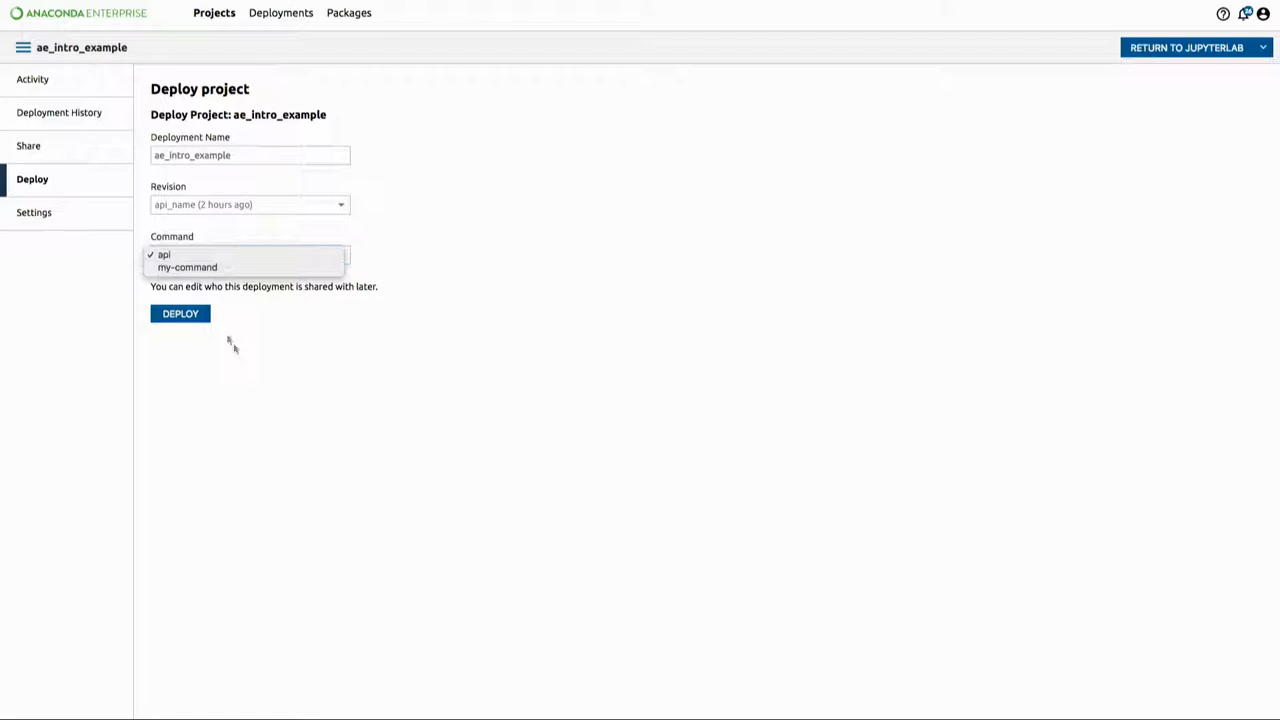 ANACONDA ENTERPRISE
Projects
Deployments
Packages
ae_intro_example
RETURN TO JUPYTERLAB
Activity
Deployment History
Share
Deploy
Settings
Deploy project
Deploy Project: ae_intro_example
Deployment Name
ae_intro_example
Revision
api_name (2 hours ago)
Command
✓ api
my-command
You can edit who this deployment is shared with later.
DEPLOY